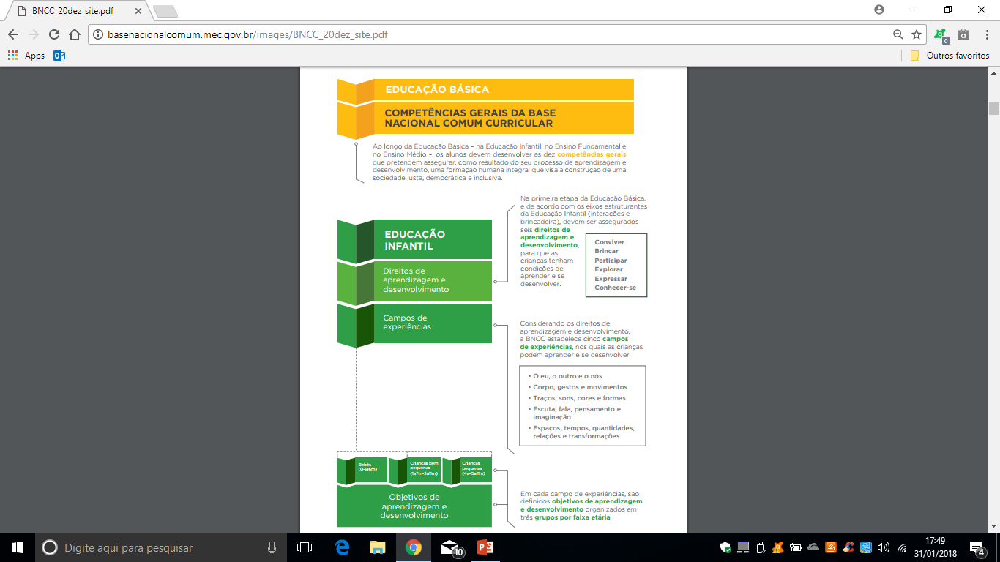 BNCC_20dez_site.pdf
basenacionalcomum.mec.gov.br/images/BNCC_20dez_site.pdf
0
Apps
Outros favoritos
EDUCAÇÃO BÁSICA
COMPETÊNCIAS GERAIS DA BASE
NACIONAL COMUM CURRICULAR
Ao longo da Educação Básica – na Educação Infantil, no Ensino Fundamental e
no Ensino Médio –, os alunos devem desenvolver as dez competências gerais
que pretendem assegurar, como resultado do seu processo de aprendizagem e
desenvolvimento, uma formação humana integral que visa à construção de uma
sociedade justa, democrática e inclusiva.
Na primeira etapa da Educação Básica,
e de acordo com os eixos estruturantes
da Educação Infantil (interações e
brincadeira), devem ser assegurados
seis direitos de
aprendizagem e
desenvolvimento,
para que as
crianças tenham
condições de
aprender e se
desenvolver.
Conviver
Brincar
Participar
Explorar
Expressar
Conhecer-se
EDUCAÇÃO
INFANTIL
Direitos de
aprendizagem e
desenvolvimento
Campos de
experiências
Considerando os direitos de
aprendizagem e desenvolvimento,
a BNCC estabelece cinco campos
de experiências, nos quais as crianças
podem aprender e se desenvolver.
• O eu, o outro e o nós
• Corpo, gestos e movimentos
• Traços, sons, cores e formas
• Escuta, fala, pensamento e
imaginação
• Espaços, tempos, quantidades,
relações e transformações
Bebês
(0-1a6m)
Crianças bem
pequenas
(1a7m-3a11m)
Crianças
pequenas
(4a-5a11m)
Objetivos de
aprendizagem e
desenvolvimento
Em cada campo de experiências, são
definidos objetivos de aprendizagem
e desenvolvimento organizados em
três grupos por faixa etária.
Digite aqui para pesquisar
10
17:49
31/01/2018
4